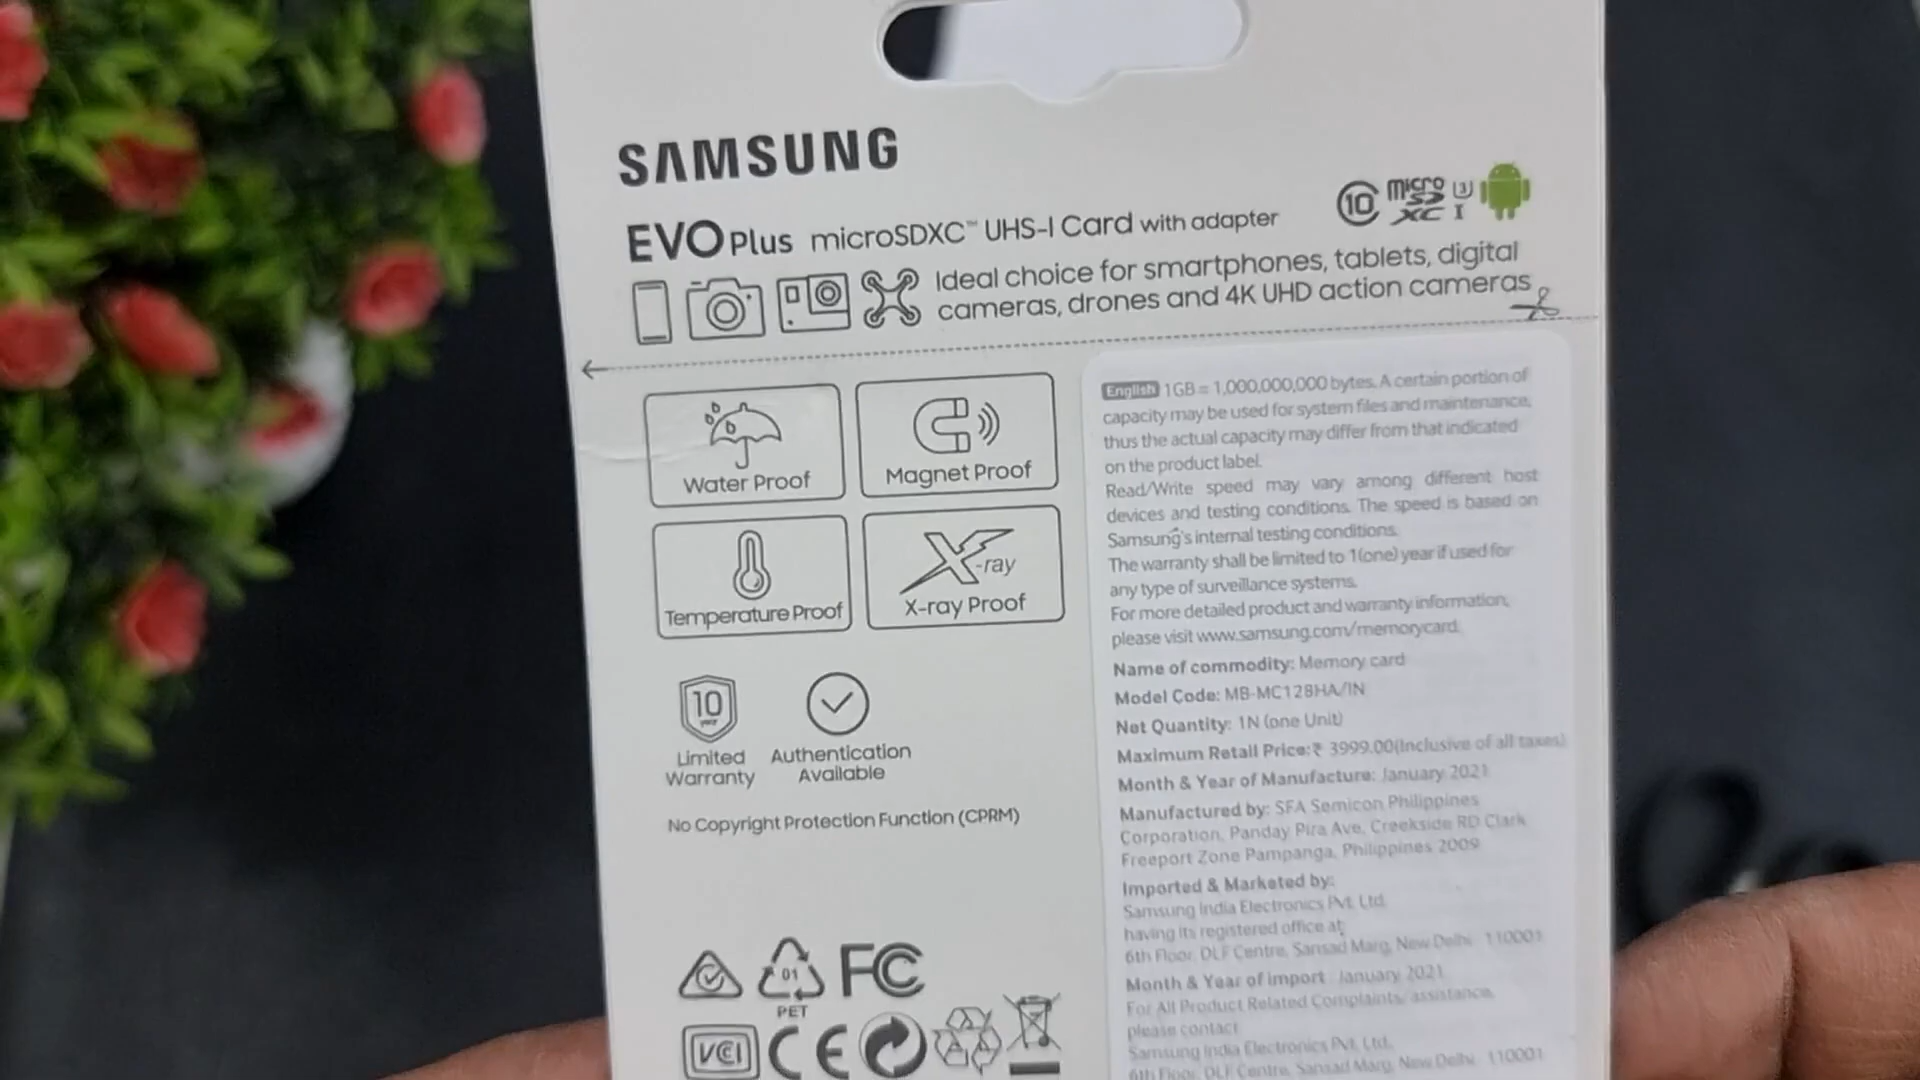 SAMSUNG
EVO Plus microSDXC™ UHS-I Card with adapter
10 micro SD XC I 3
Ideal choice for smartphones, tablets, digital
cameras, drones and 4K UHD action cameras
Water Proof
Magnet Proof
Temperature Proof
X-ray
X-ray Proof
10
year
Limited
Warranty
Authentication
Available
No Copyright Protection Function (CPRM)
01
PET
FC
VCCI
CE
English 1GB = 1,000,000,000 bytes. A certain portion of
capacity may be used for system files and maintenance,
thus the actual capacity may differ from that indicated
on the product label.
Read/Write speed may vary among different host
devices and testing conditions. The speed is based on
Samsung's internal testing conditions.
The warranty shall be limited to 1(one) year if used for
any type of surveillance systems.
For more detailed product and warranty information,
please visit www.samsung.com/memorycard.
Name of commodity: Memory card
Model Code: MB-MC128HA/IN
Net Quantity: 1N (one Unit)
Maximum Retail Price:₹ 3999.00(Inclusive of all taxes)
Month & Year of Manufacture: January 2021
Manufactured by: SFA Semicon Philippines
Corporation, Panday Pira Ave, Creekside RD Clark
Freeport Zone Pampanga, Philippines 2009
Imported & Marketed by:
Samsung India Electronics Pvt. Ltd.
having its registered office at:
6th Floor, DLF Centre, Sansad Marg, New Delhi 110001
Month & Year of import January 2021
For All Product Related Complaints/assistance,
please contact
Samsung India Electronics Pvt. Ltd.
6th Floor, DLF Centre, Sansad Marg, New Delhi 110001